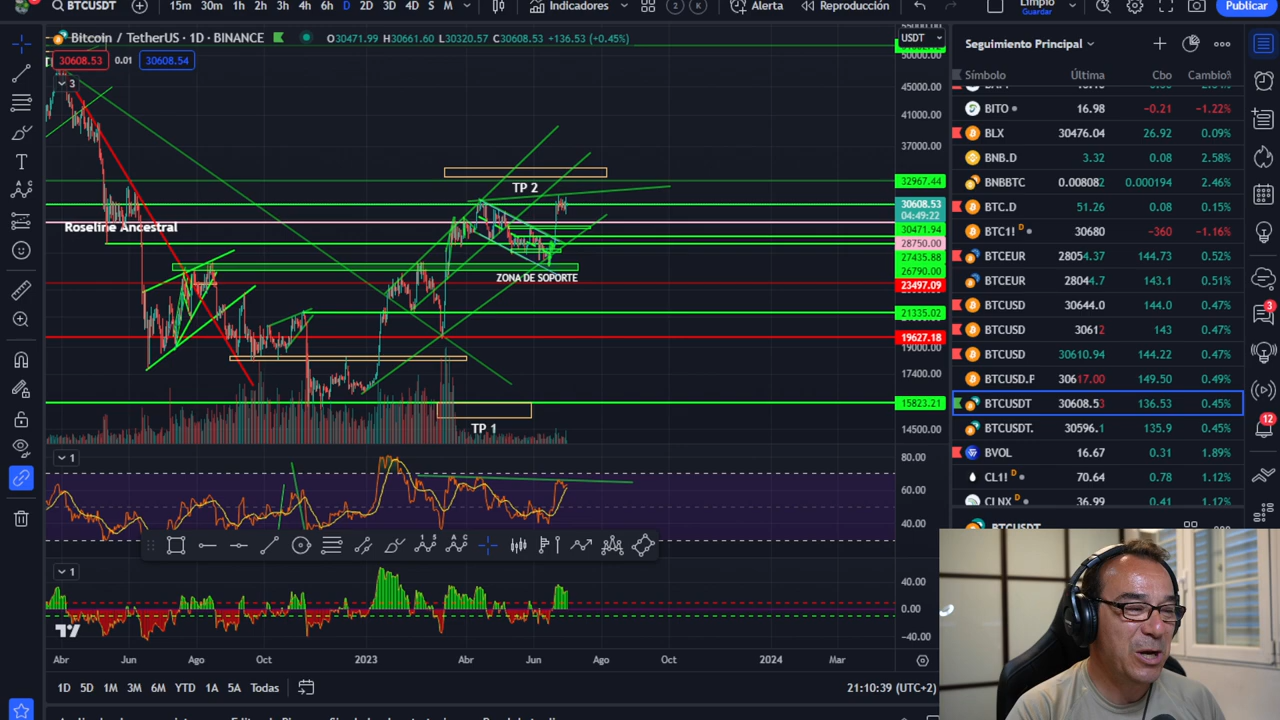 BTCUSDT 15m 30m 1h 2h 3h 4h 6h D 2D 3D 4D S M Indicadores 2 K Alerta Reproducción Limpio Guardar Publicar
Bitcoin / TetherUS · 1D · BINANCE O30471.99 H30661.60 L30320.57 C30608.53 +136.53 (+0.45%)
30608.53 0.01 30608.54
3
USDT
50000.00
45000.00
41000.00
37000.00
32967.44
30608.53
04:49:22
30471.94
28750.00
27435.88
26790.00
23497.09
21335.02
19627.18
19000.00
17400.00
15823.21
14500.00
TP 2
Roseline Ancestral
ZONA DE SOPORTE
TP 1
1
80.00
60.00
40.00
1
40.00
0.00
−40.00
Abr Jun Ago Oct 2023 Abr Jun Ago Oct 2024 Mar
1D 5D 1M 3M 6M YTD 1A 5A Todas 21:10:39 (UTC+2)
Seguimiento Principal
Símbolo Última Cbo Cambio%
BITO 16.98 −0.21 −1.22%
BLX 30476.04 26.92 0.09%
BNB.D 3.32 0.08 2.58%
BNBBTC 0.008082 0.000194 2.46%
BTC.D 51.26 0.08 0.15%
BTC1! D 30680 −360 −1.16%
BTCEUR 28054.37 144.73 0.52%
BTCEUR 28044.7 143.1 0.51%
BTCUSD 30644.0 144.0 0.47%
BTCUSD 30612 143 0.47%
BTCUSD 30610.94 144.22 0.47%
BTCUSD.P 30617.00 149.50 0.49%
BTCUSDT 30608.53 136.53 0.45%
BTCUSDT. 30596.1 135.9 0.45%
BVOL 16.67 0.31 1.89%
CL1! D 70.64 0.78 1.12%
CLNX D 36.99 0.41 1.12%
BTCUSDT
3
12